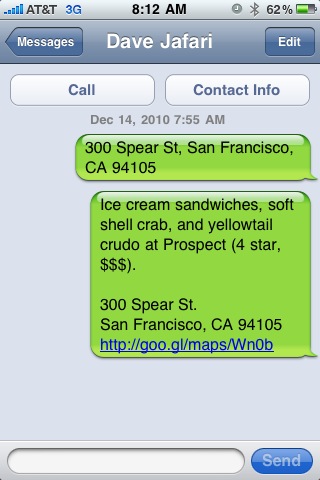 AT&T 3G 8:12 AM 62%
Messages Dave Jafari Edit
Call Contact Info
Dec 14, 2010 7:55 AM
300 Spear St, San Francisco,
CA 94105
Ice cream sandwiches, soft
shell crab, and yellowtail
crudo at Prospect (4 star,
$$$).
300 Spear St.
San Francisco, CA 94105
http://goo.gl/maps/Wn0b
Send